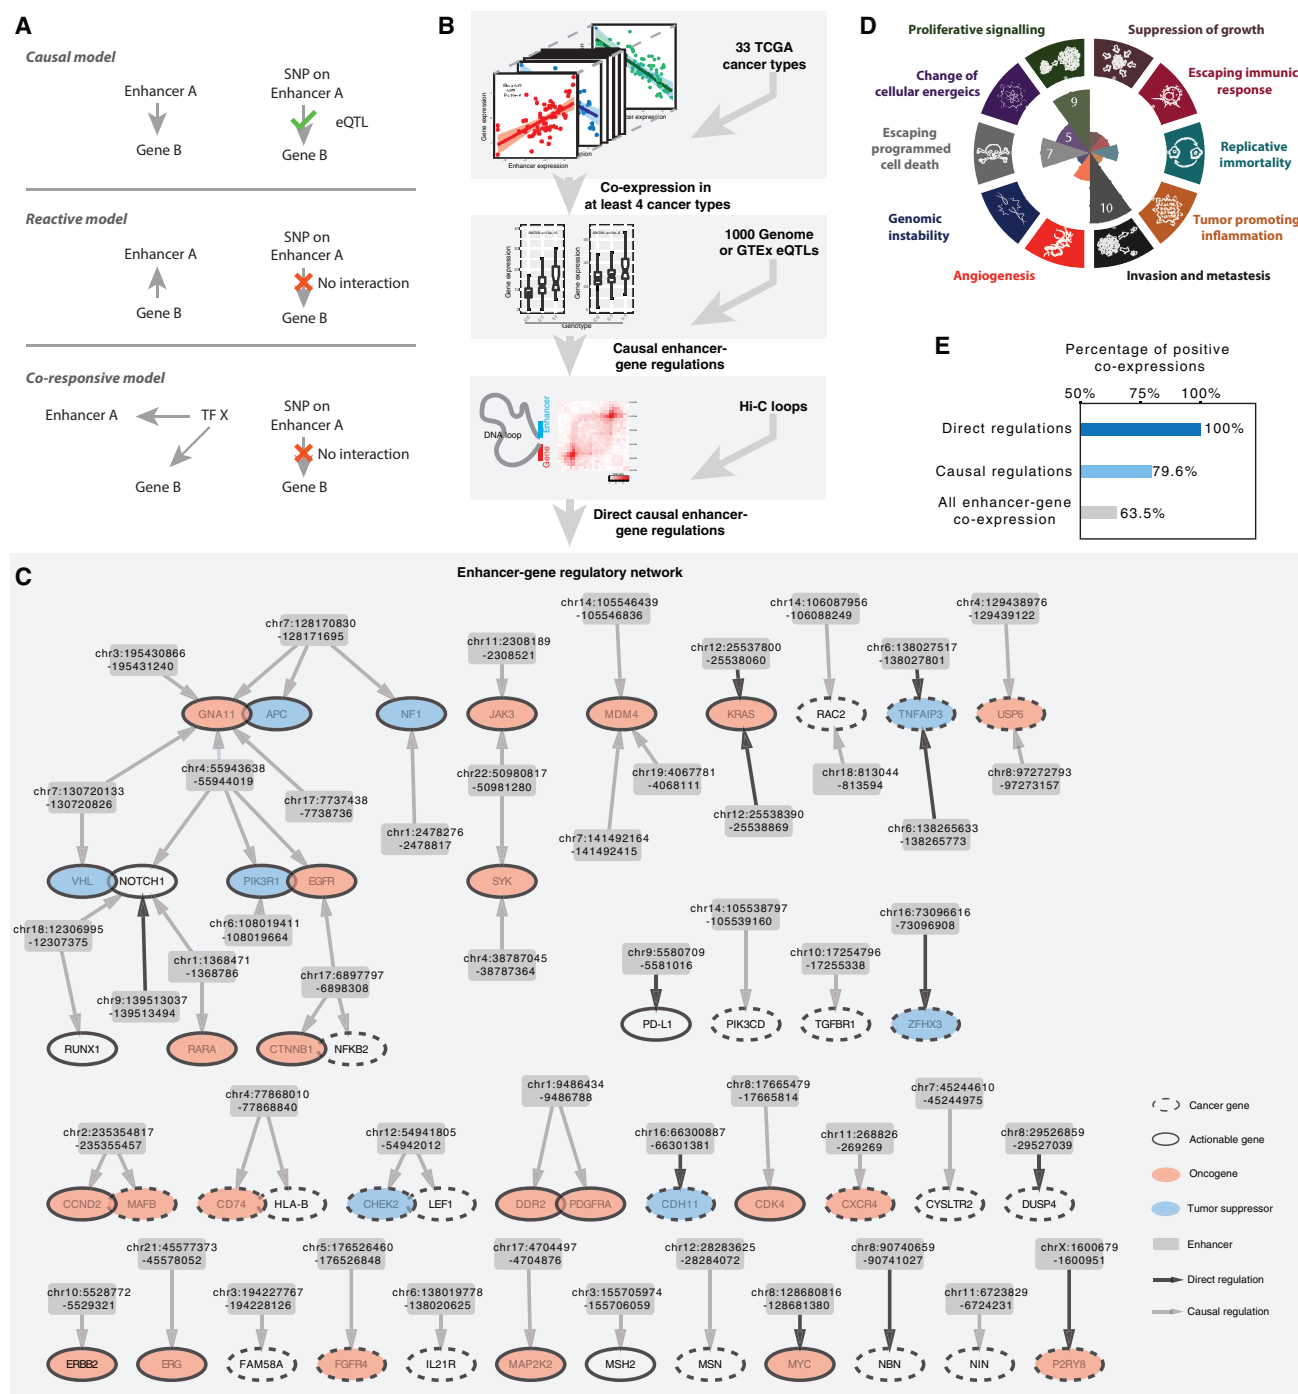 A
Causal model
Enhancer A
Gene B
SNP on
Enhancer A
eQTL
Gene B
Reactive model
Enhancer A
Gene B
SNP on
Enhancer A
No interaction
Gene B
Co-responsive model
Enhancer A
TF X
Gene B
SNP on
Enhancer A
No interaction
Gene B
B
33 TCGA
cancer types
Gene expression
Enhancer expression
Co-expression in
at least 4 cancer types
1000 Genome
or GTEx eQTLs
Gene expression
Gene expression
Genotype
Causal enhancer-
gene regulations
Hi-C loops
DNA loop
Enhancer
Gene
Direct causal enhancer-
gene regulations
D
Proliferative signalling
Suppression of growth
Change of
cellular energeics
Escaping immunic
response
Escaping
programmed
cell death
Replicative
immortality
Genomic
instability
Tumor promoting
inflammation
Angiogenesis
Invasion and metastasis
9
5
7
10
E
Percentage of positive
co-expressions
50% 75% 100%
Direct regulations 100%
Causal regulations 79.6%
All enhancer-gene
co-expression
63.5%
C
Enhancer-gene regulatory network
chr3:195430866
-195431240
chr7:128170830
-128171695
chr11:2308189
-2308521
chr14:105546439
-105546836
chr12:25537800
-25538060
chr14:106087956
-106088249
chr6:138027517
-138027801
chr4:129438976
-129439122
GNA11
APC
NF1
JAK3
MDM4
KRAS
RAC2
TNFAIP3
USP6
chr7:130720133
-130720826
chr4:55943638
-55944019
chr17:7737438
-7738736
chr1:2478276
-2478817
chr22:50980817
-50981280
chr7:141492164
-141492415
chr19:4067781
-4068111
chr12:25538390
-25538869
chr18:813044
-813594
chr6:138265633
-138265773
chr8:97272793
-97273157
VHL
NOTCH1
PIK3R1
EGFR
SYK
chr18:12306995
-12307375
chr9:139513037
-139513494
chr1:1368471
-1368786
chr6:108019411
-108019664
chr17:6897797
-6898308
chr4:38787045
-38787364
chr9:5580709
-5581016
chr14:105538797
-105539160
chr10:17254796
-17255338
chr16:73096616
-73096908
RUNX1
RARA
CTNNB1
NFKB2
PD-L1
PIK3CD
TGFBR1
ZFHX3
chr2:235354817
-235355457
chr4:77868010
-77868840
chr12:54941805
-54942012
chr1:9486434
-9486788
chr16:66300887
-66301381
chr8:17665479
-17665814
chr11:268826
-269269
chr7:45244610
-45244975
chr8:29526859
-29527039
CCND2
MAFB
CD74
HLA-B
CHEK2
LEF1
DDR2
PDGFRA
CDH11
CDK4
CXCR4
CYSLTR2
DUSP4
chr10:5528772
-5529321
chr21:45577373
-45578052
chr3:194227767
-194228126
chr5:176526460
-176526848
chr6:138019778
-138020625
chr17:4704497
-4704876
chr3:155705974
-155706059
chr12:28283625
-28284072
chr8:128680816
-128681380
chr8:90740659
-90741027
chr11:6723829
-6724231
chrX:1600679
-1600951
ERBB2
ERG
FAM58A
FGFR4
IL21R
MAP2K2
MSH2
MSN
MYC
NBN
NIN
P2RY8
Cancer gene
Actionable gene
Oncogene
Tumor suppressor
Enhancer
Direct regulation
Causal regulation